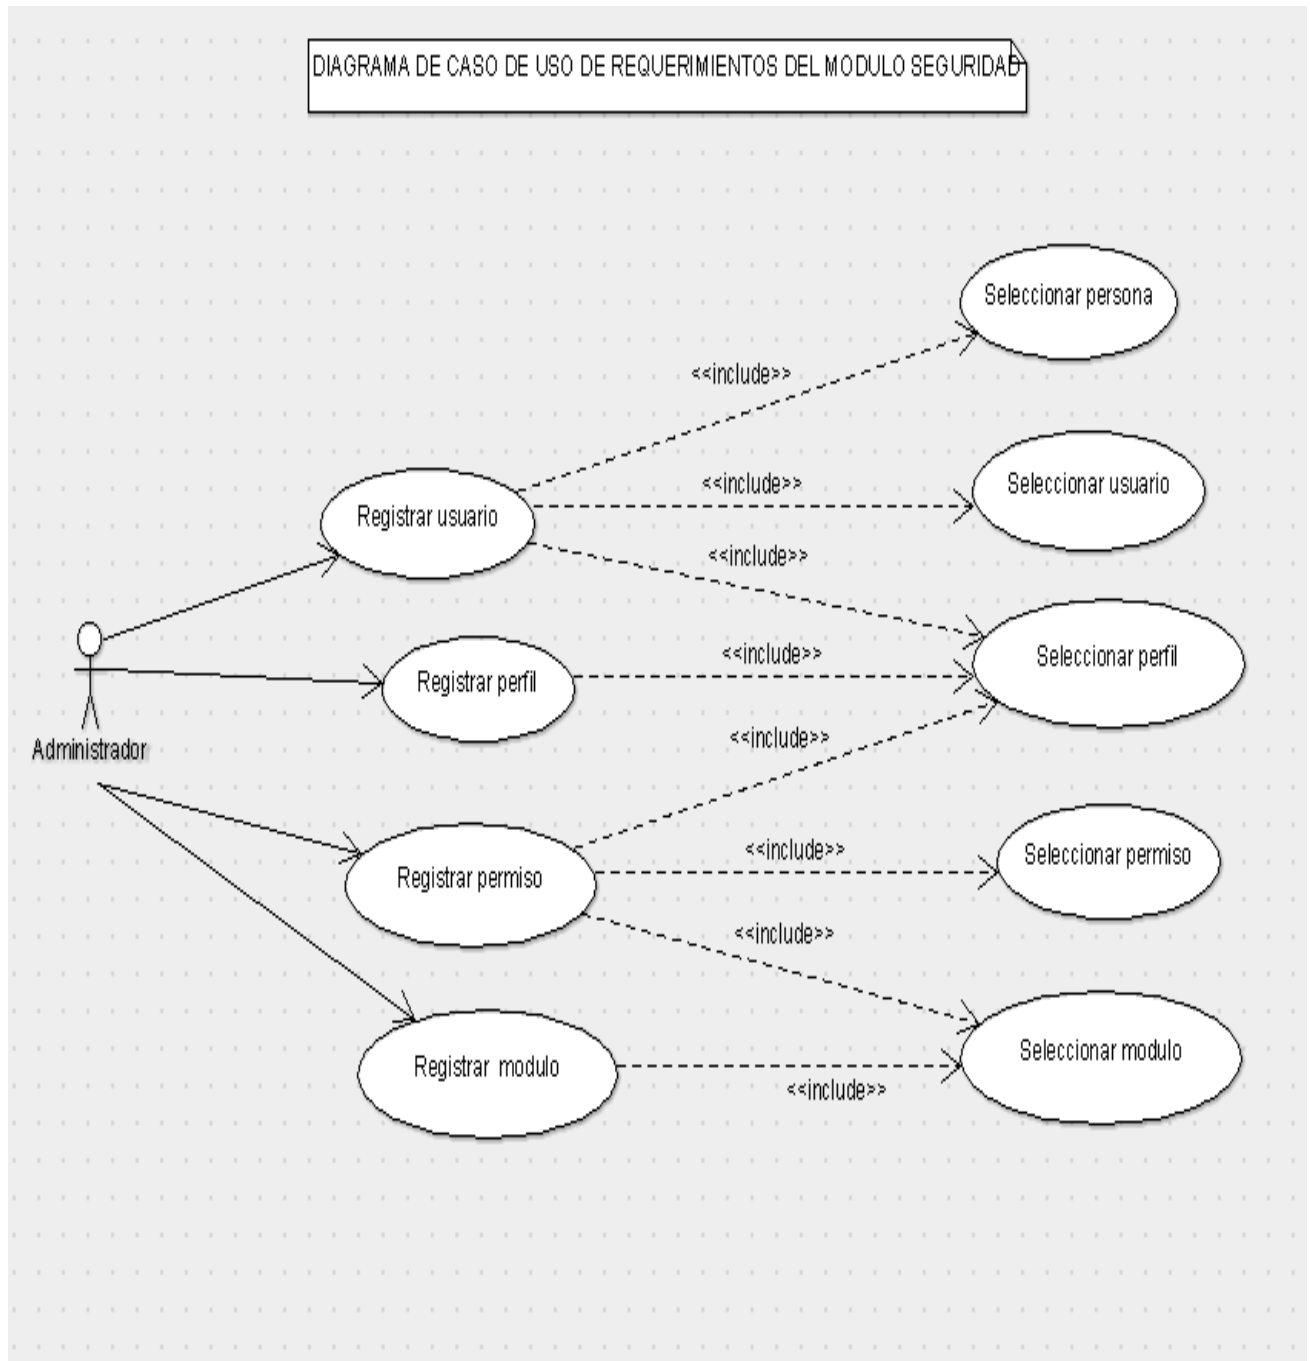 DIAGRAMA DE CASO DE USO DE REQUERIMIENTOS DEL MODULO SEGURIDAD
Seleccionar persona
<<include>>
Seleccionar usuario
<<include>>
Registrar usuario
<<include>>
Seleccionar perfil
<<include>>
Registrar perfil
<<include>>
Administrador
Seleccionar permiso
<<include>>
Registrar permiso
<<include>>
Seleccionar modulo
Registrar modulo
<<include>>